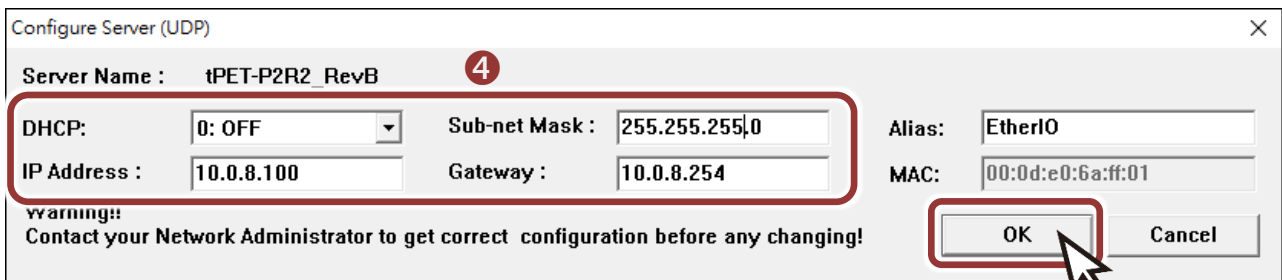 Configure Server (UDP)
Server Name : tPET-P2R2_RevB 4
DHCP: 0: OFF Sub-net Mask : 255.255.255.0 Alias: EtherIO
IP Address : 10.0.8.100 Gateway : 10.0.8.254 MAC: 00:0d:e0:6a:ff:01
Warning!!
Contact your Network Administrator to get correct configuration before any changing! OK Cancel